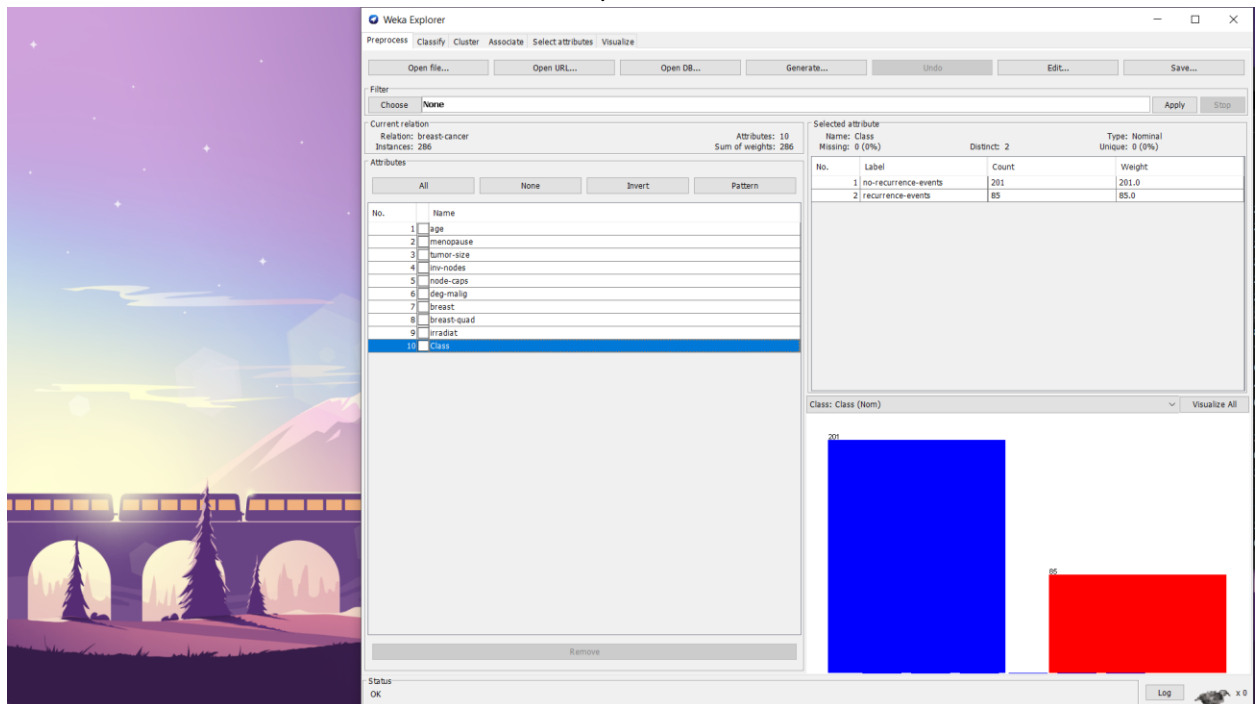 Weka Explorer
Preprocess Classify Cluster Associate Select attributes Visualize
Open file... Open URL... Open DB... Generate... Undo Edit... Save...
Filter
Choose None Apply Stop
Current relation
Relation: breast-cancer Attributes: 10
Instances: 286 Sum of weights: 286
Attributes
All None Invert Pattern
No. Name
1 age
2 menopause
3 tumor-size
4 inv-nodes
5 node-caps
6 deg-malig
7 breast
8 breast-quad
9 irradiat
10 Class
Remove
Selected attribute
Name: Class Type: Nominal
Missing: 0 (0%) Distinct: 2 Unique: 0 (0%)
No. Label Count Weight
1 no-recurrence-events 201 201.0
2 recurrence-events 85 85.0
Class: Class (Nom) Visualize All
201
85
Status
OK
Log x 0